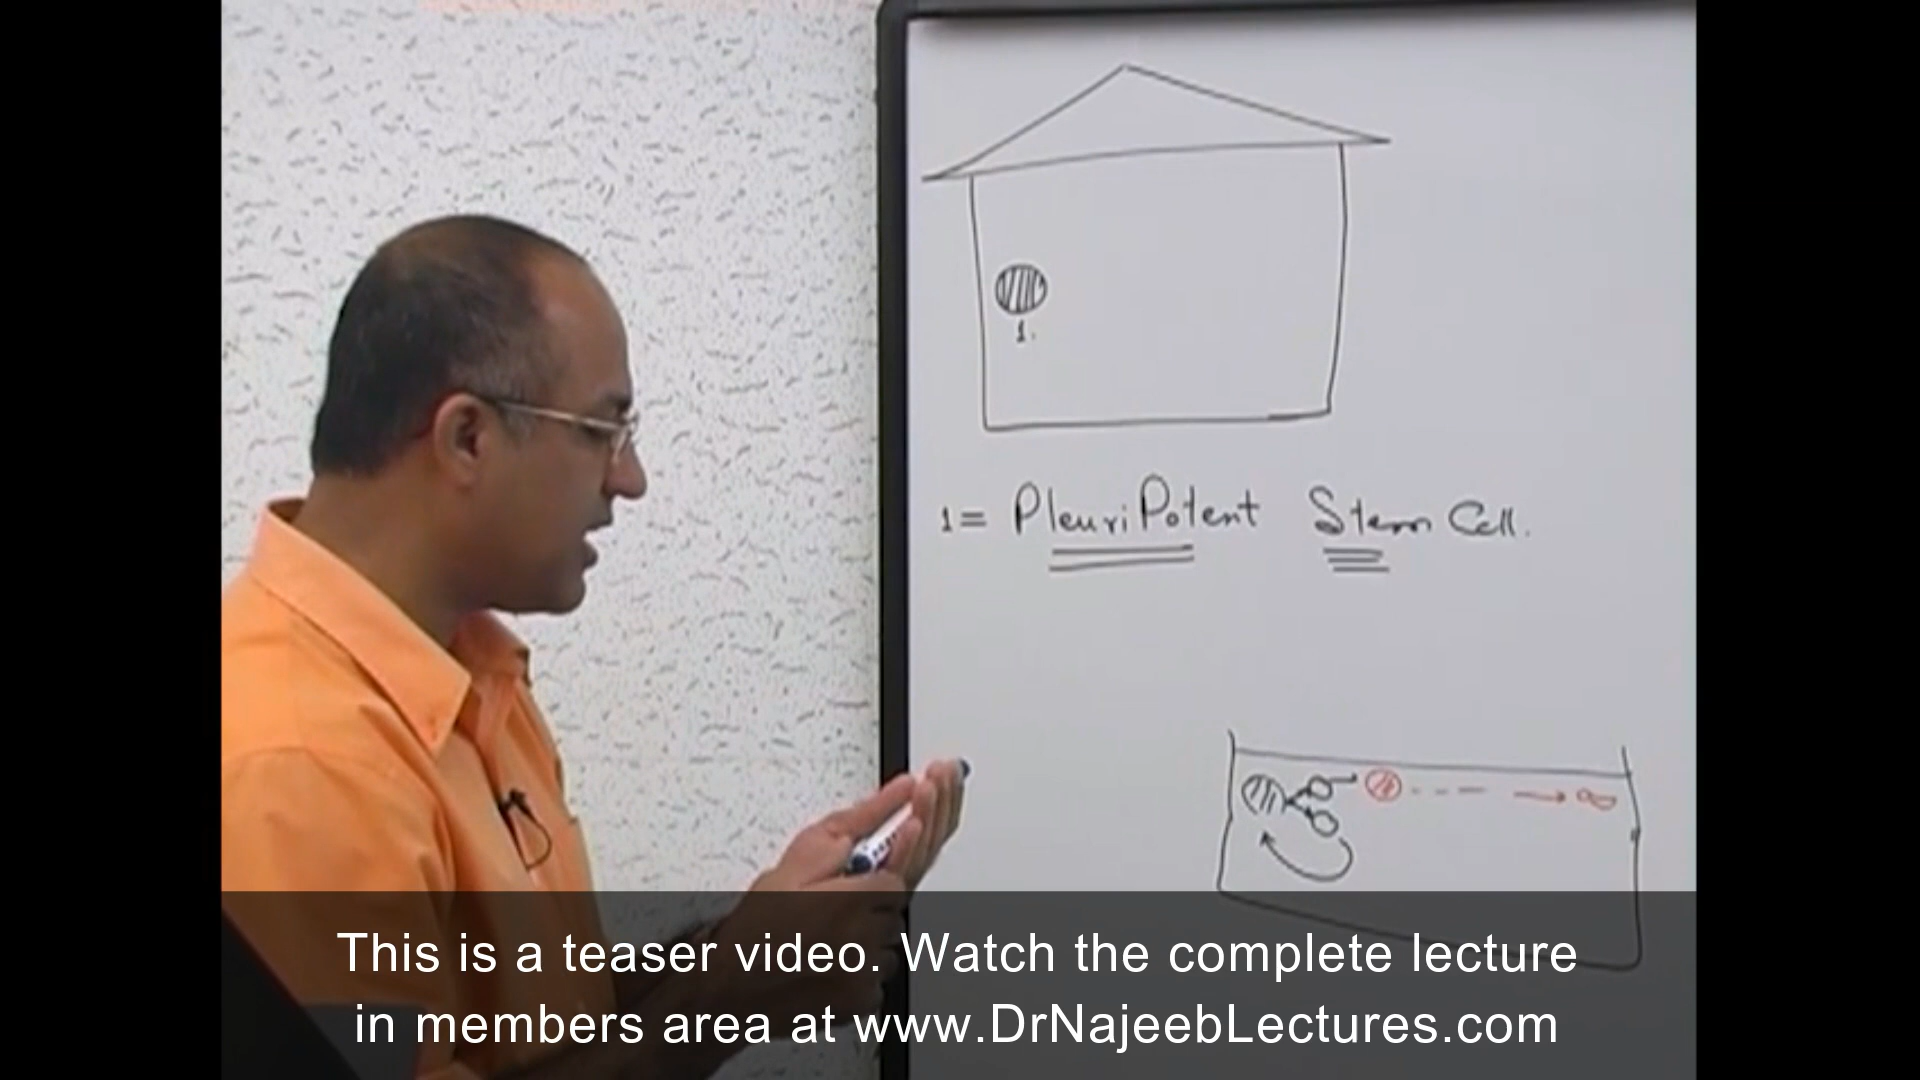 1.
1 = PleuriPotent Stem Cell.
This is a teaser video. Watch the complete lecture
in members area at www.DrNajeebLectures.com